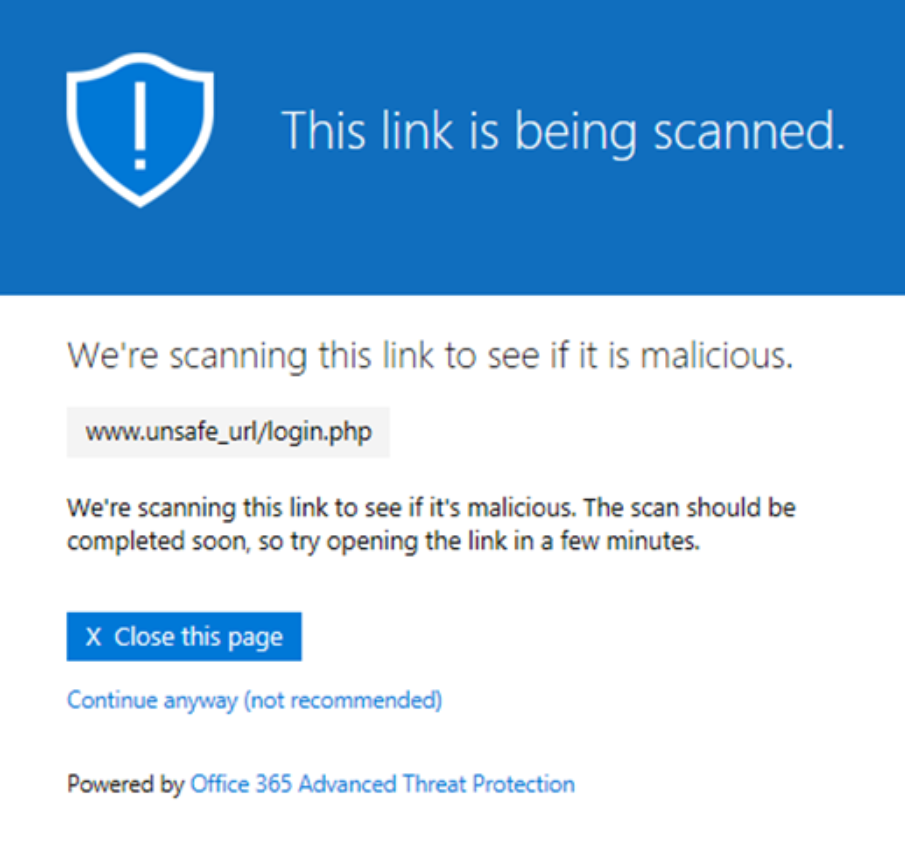 This link is being scanned.
We're scanning this link to see if it is malicious.
www.unsafe_url/login.php
We're scanning this link to see if it's malicious. The scan should be
completed soon, so try opening the link in a few minutes.
X Close this page
Continue anyway (not recommended)
Powered by Office 365 Advanced Threat Protection